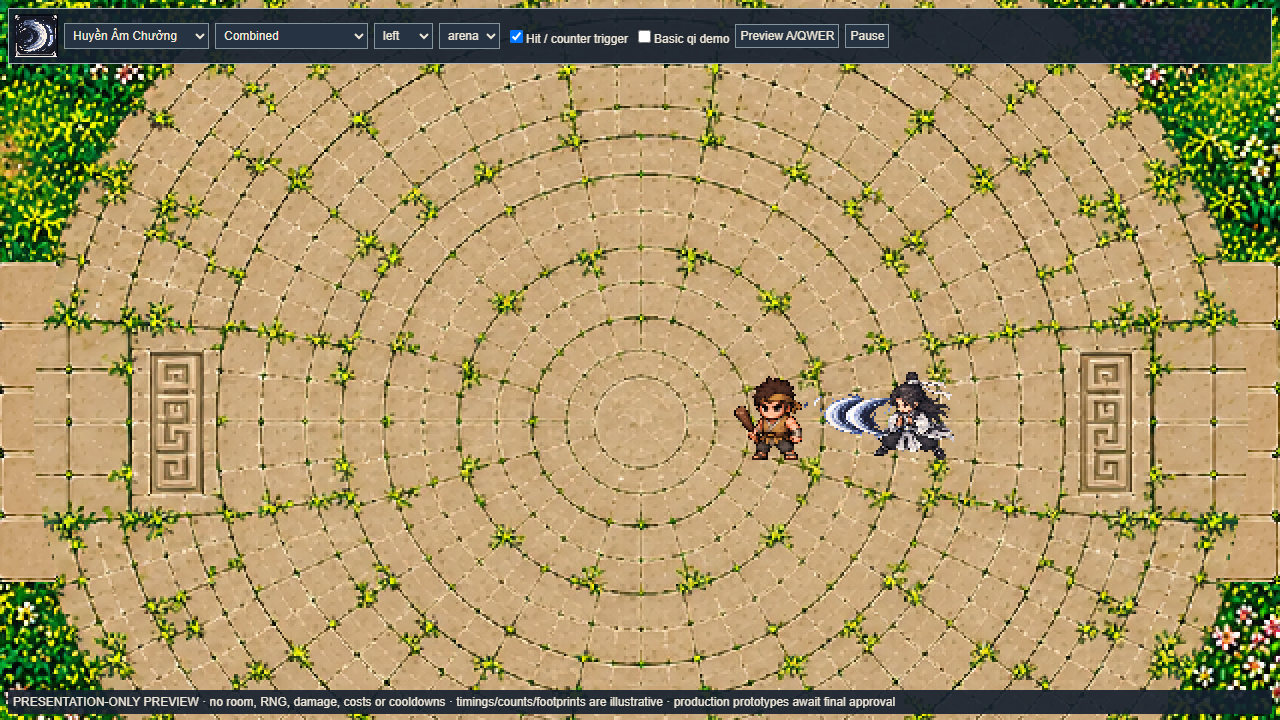 Huyền Âm Chưởng Combined left arena Hit / counter trigger Basic qi demo Preview A/QWER Pause
PRESENTATION-ONLY PREVIEW · no room, RNG, damage, costs or cooldowns · timings/counts/footprints are illustrative · production prototypes await final approval